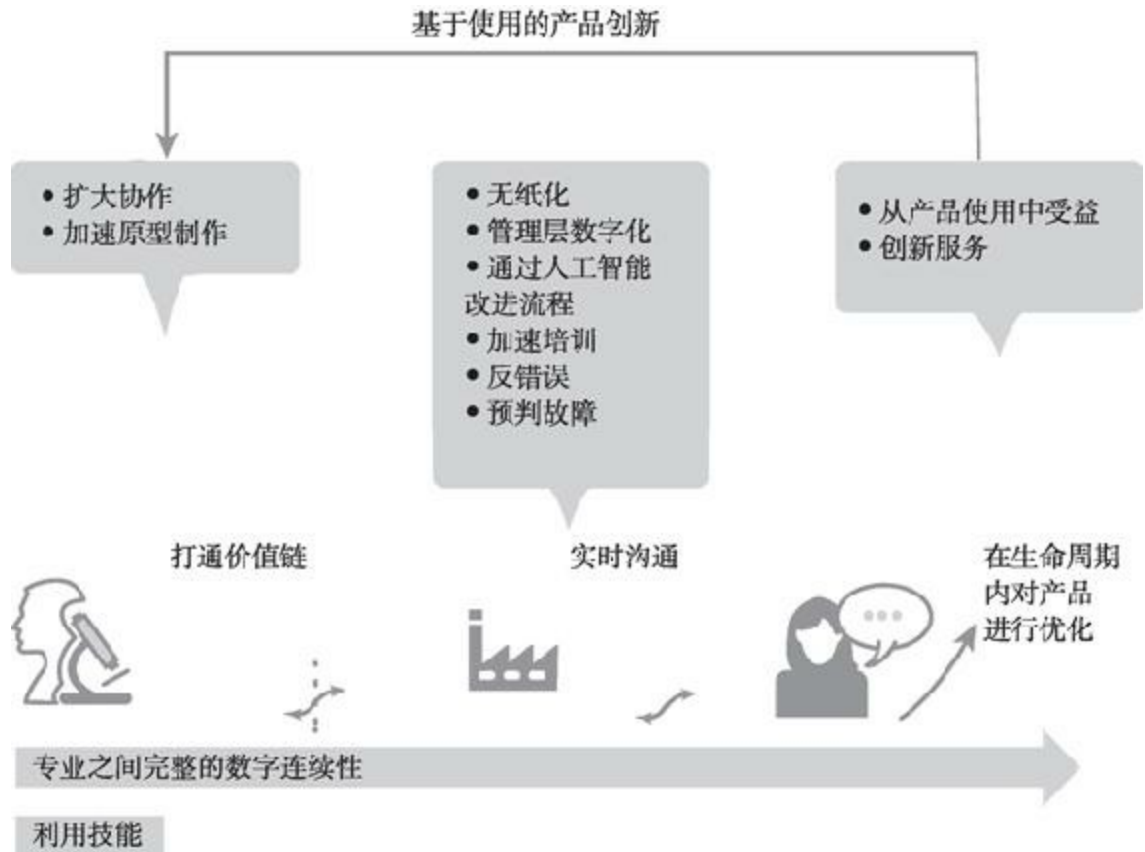 基于使用的产品创新
• 扩大协作
• 加速原型制作
• 无纸化
• 管理层数字化
• 通过人工智能
改进流程
• 加速培训
• 反错误
• 预判故障
• 从产品使用中受益
• 创新服务
打通价值链
实时沟通
在生命周期
内对产品
进行优化
专业之间完整的数字连续性
利用技能